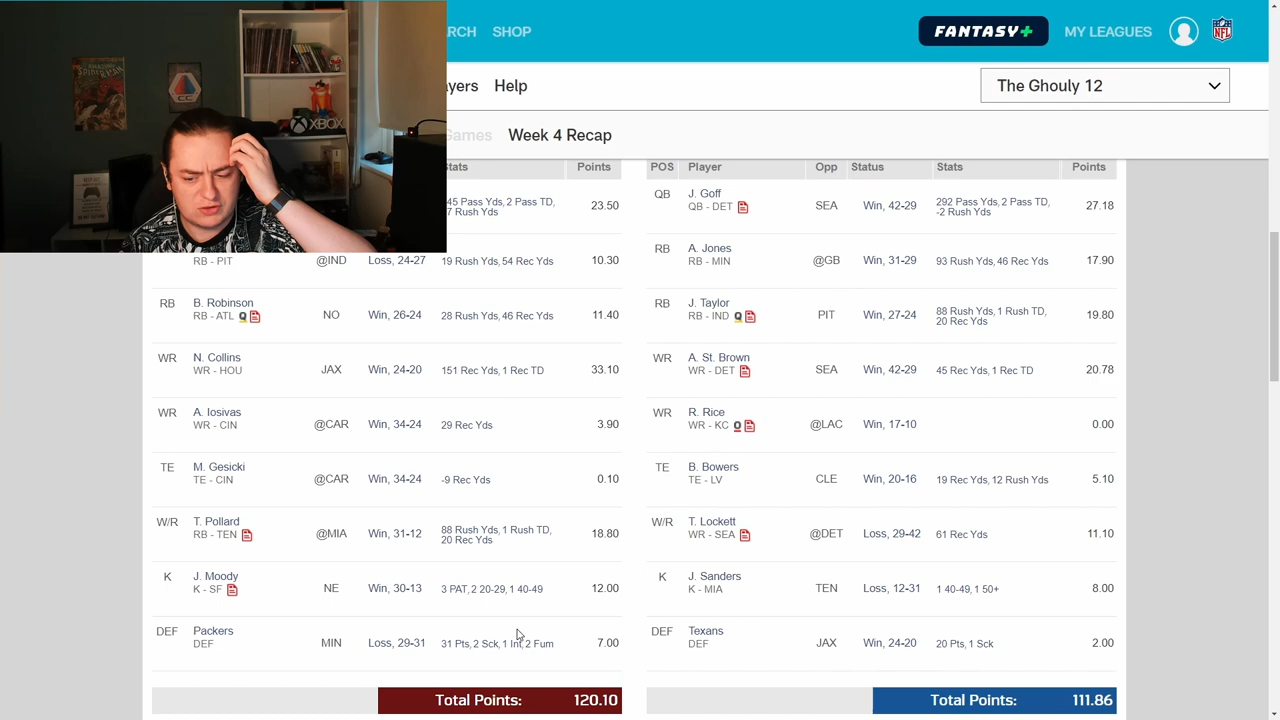 ARCH SHOP
FANTASY+
MY LEAGUES
NFL
ayers Help
The Ghouly 12
Games Week 4 Recap
XBOX
Stats Points
45 Pass Yds, 2 Pass TD, 23.50
7 Rush Yds
RB - PIT @IND Loss, 24-27 19 Rush Yds, 54 Rec Yds 10.30
RB B. Robinson
RB - ATL Q NO Win, 26-24 28 Rush Yds, 46 Rec Yds 11.40
WR N. Collins
WR - HOU JAX Win, 24-20 151 Rec Yds, 1 Rec TD 33.10
WR A. Iosivas
WR - CIN @CAR Win, 34-24 29 Rec Yds 3.90
TE M. Gesicki
TE - CIN @CAR Win, 34-24 -9 Rec Yds 0.10
W/R T. Pollard
RB - TEN @MIA Win, 31-12 88 Rush Yds, 1 Rush TD, 18.80
20 Rec Yds
K J. Moody
K - SF NE Win, 30-13 3 PAT, 2 20-29, 1 40-49 12.00
DEF Packers
DEF MIN Loss, 29-31 31 Pts, 2 Sck, 1 Int, 2 Fum 7.00
Total Points: 120.10
POS Player Opp Status Stats Points
QB J. Goff
QB - DET SEA Win, 42-29 292 Pass Yds, 2 Pass TD, 27.18
-2 Rush Yds
RB A. Jones
RB - MIN @GB Win, 31-29 93 Rush Yds, 46 Rec Yds 17.90
RB J. Taylor
RB - IND Q PIT Win, 27-24 88 Rush Yds, 1 Rush TD, 19.80
20 Rec Yds
WR A. St. Brown
WR - DET SEA Win, 42-29 45 Rec Yds, 1 Rec TD 20.78
WR R. Rice
WR - KC O @LAC Win, 17-10 0.00
TE B. Bowers
TE - LV CLE Win, 20-16 19 Rec Yds, 12 Rush Yds 5.10
W/R T. Lockett
WR - SEA @DET Loss, 29-42 61 Rec Yds 11.10
K J. Sanders
K - MIA TEN Loss, 12-31 1 40-49, 1 50+ 8.00
DEF Texans
DEF JAX Win, 24-20 20 Pts, 1 Sck 2.00
Total Points: 111.86